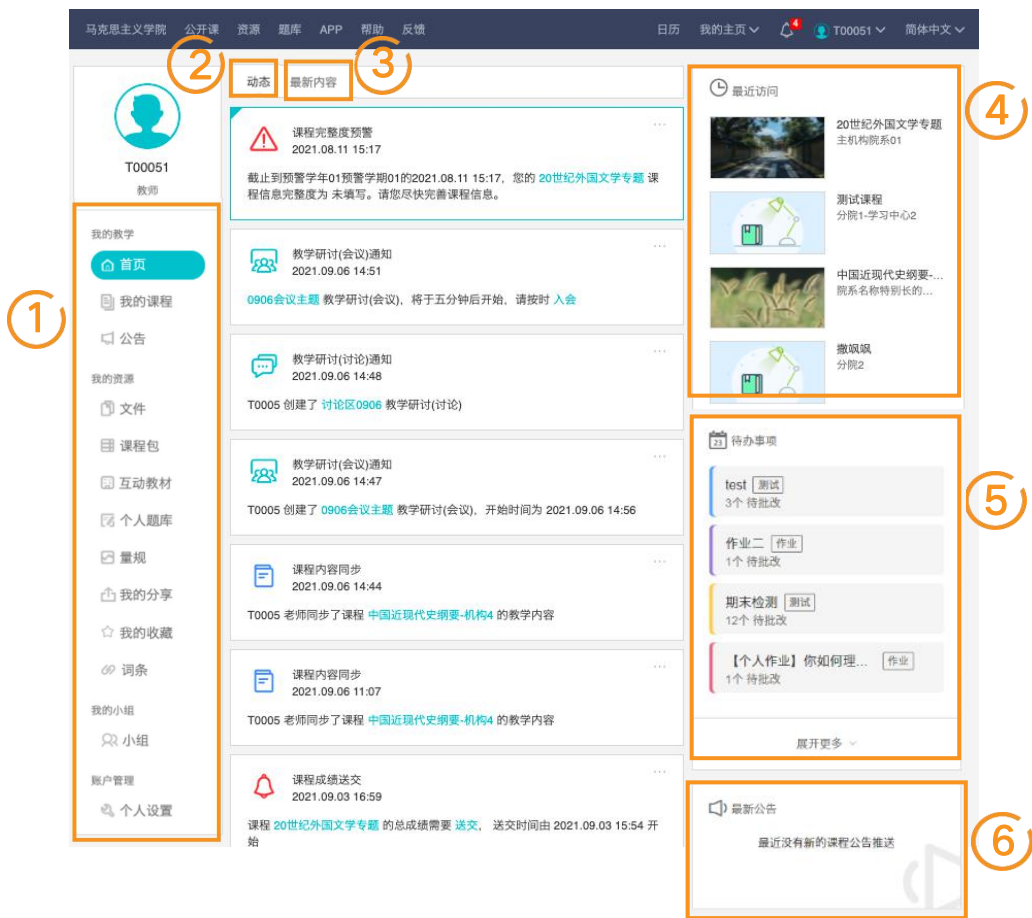 马克思主义学院 公开课 资源 题库 APP 帮助 反馈 日历 我的主页 4 T00051 简体中文
①
T00051
教师
我的教学
首页
我的课程
公告
我的资源
文件
课程包
互动教材
个人题库
量规
我的分享
我的收藏
词条
我的小组
小组
账户管理
个人设置
② 动态 最新内容 ③
课程完整度预警
2021.08.11 15:17
截止到预警学年01预警学期01的2021.08.11 15:17，您的 20世纪外国文学专题 课
程信息完整度为 未填写。请您尽快完善课程信息。
教学研讨(会议)通知
2021.09.06 14:51
0906会议主题 教学研讨(会议)，将于五分钟后开始，请按时 入会
教学研讨(讨论)通知
2021.09.06 14:48
T0005 创建了 讨论区0906 教学研讨(讨论)
教学研讨(会议)通知
2021.09.06 14:47
T0005 创建了 0906会议主题 教学研讨(会议)，开始时间为 2021.09.06 14:56
课程内容同步
2021.09.06 14:44
T0005 老师同步了课程 中国近现代史纲要-机构4 的教学内容
课程内容同步
2021.09.06 11:07
T0005 老师同步了课程 中国近现代史纲要-机构4 的教学内容
课程成绩送交
2021.09.03 16:59
课程 20世纪外国文学专题 的总成绩需要 送交， 送交时间由 2021.09.03 15:54 开
始
最近访问
④
20世纪外国文学专题
主机构院系01
测试课程
分院1-学习中心2
中国近现代史纲要-...
院系名称特别长的...
撒飒飒
分院2
23 待办事项
⑤
test 测试
3个 待批改
作业二 作业
1个 待批改
期末检测 测试
12个 待批改
【个人作业】你如何理... 作业
1个 待批改
展开更多
最新公告
⑥
最近没有新的课程公告推送